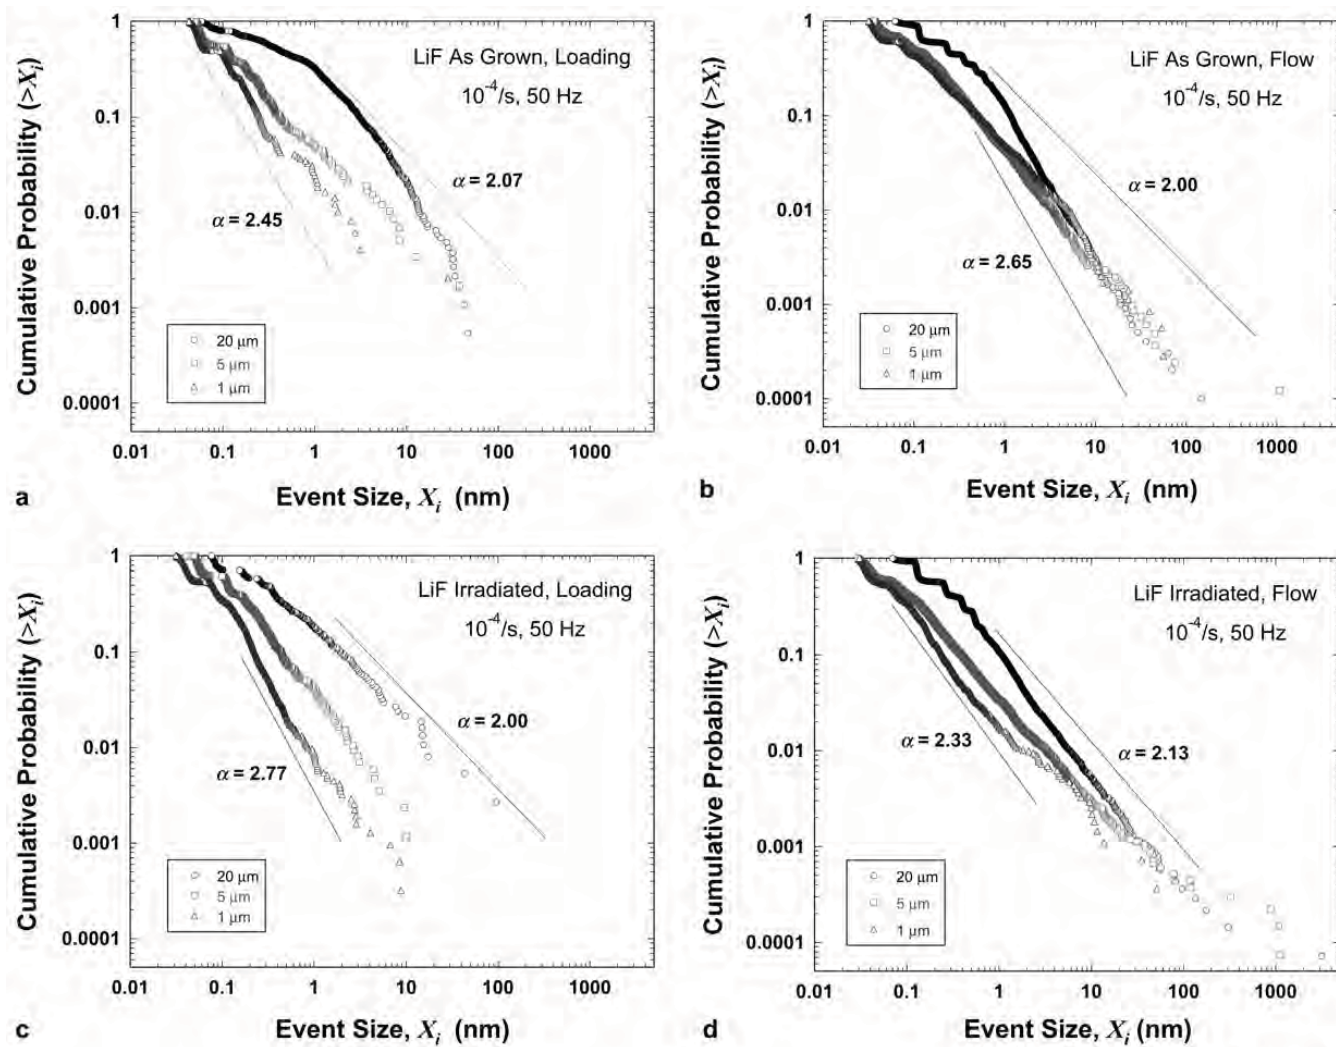 Cumulative Probability (>Xi)
1
0.1
0.01
0.001
0.0001
LiF As Grown, Loading
10-4/s, 50 Hz
α = 2.07
α = 2.45
20 μm
5 μm
1 μm
0.01 0.1 1 10 100 1000
a
Event Size, Xi (nm)
Cumulative Probability (>Xi)
1
0.1
0.01
0.001
0.0001
LiF As Grown, Flow
10-4/s, 50 Hz
α = 2.00
α = 2.65
20 μm
5 μm
1 μm
0.01 0.1 1 10 100 1000
b
Event Size, Xi (nm)
Cumulative Probability (>Xi)
1
0.1
0.01
0.001
0.0001
LiF Irradiated, Loading
10-4/s, 50 Hz
α = 2.00
α = 2.77
20 μm
5 μm
1 μm
0.01 0.1 1 10 100 1000
c
Event Size, Xi (nm)
Cumulative Probability (>Xi)
1
0.1
0.01
0.001
0.0001
LiF Irradiated, Flow
10-4/s, 50 Hz
α = 2.33
α = 2.13
20 μm
5 μm
1 μm
0.01 0.1 1 10 100 1000
d
Event Size, Xi (nm)